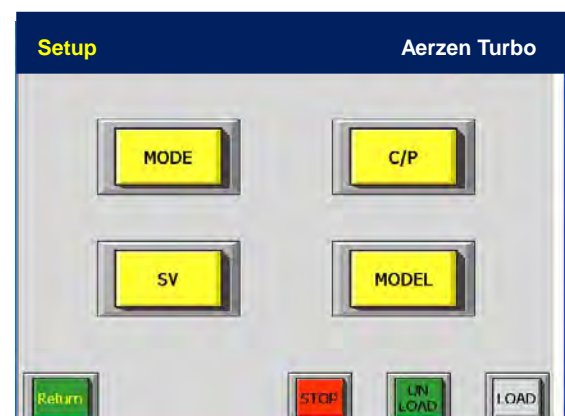 Setup Aerzen Turbo
MODE C/P
SV MODEL
Return STOP UN LOAD LOAD